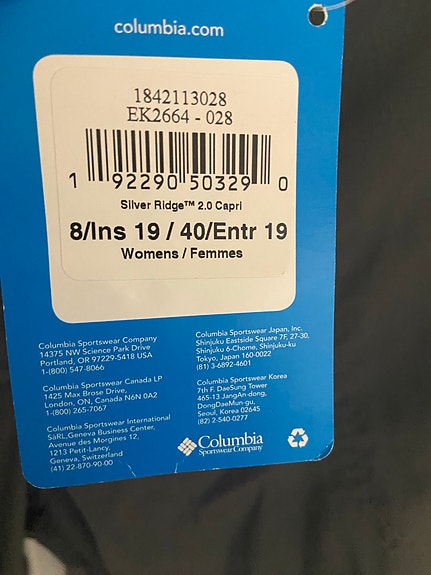 columbia.com
1842113028
EK2664 - 028
1 92290 50329 0
Silver Ridge™ 2.0 Capri
8/Ins 19 / 40/Entr 19
Womens / Femmes
Columbia Sportswear Company
14375 NW Science Park Drive
Portland, OR 97229-5418 USA
1-(800) 547-8066
Columbia Sportswear Canada LP
1425 Max Brose Drive,
London, ON, Canada N6N 0A2
1-(800) 265-7067
Columbia Sportswear International
SàRL,Geneva Business Center,
Avenue des Morgines 12,
1213 Petit-Lancy,
Geneva, Switzerland
(41) 22-870-90-00
Columbia Sportswear Japan, Inc.
Shinjuku Eastside Square 7F, 27-30,
Shinjuku 6-Chome, Shinjuku-ku
Tokyo, Japan 160-0022
(81) 3-6892-4601
Columbia Sportswear Korea
7th F. DaeSung Tower
465-13 JangAn-dong,
DongDaeMun-gu,
Seoul, Korea 02645
(82) 2-540-0277
Columbia
Sportswear Company